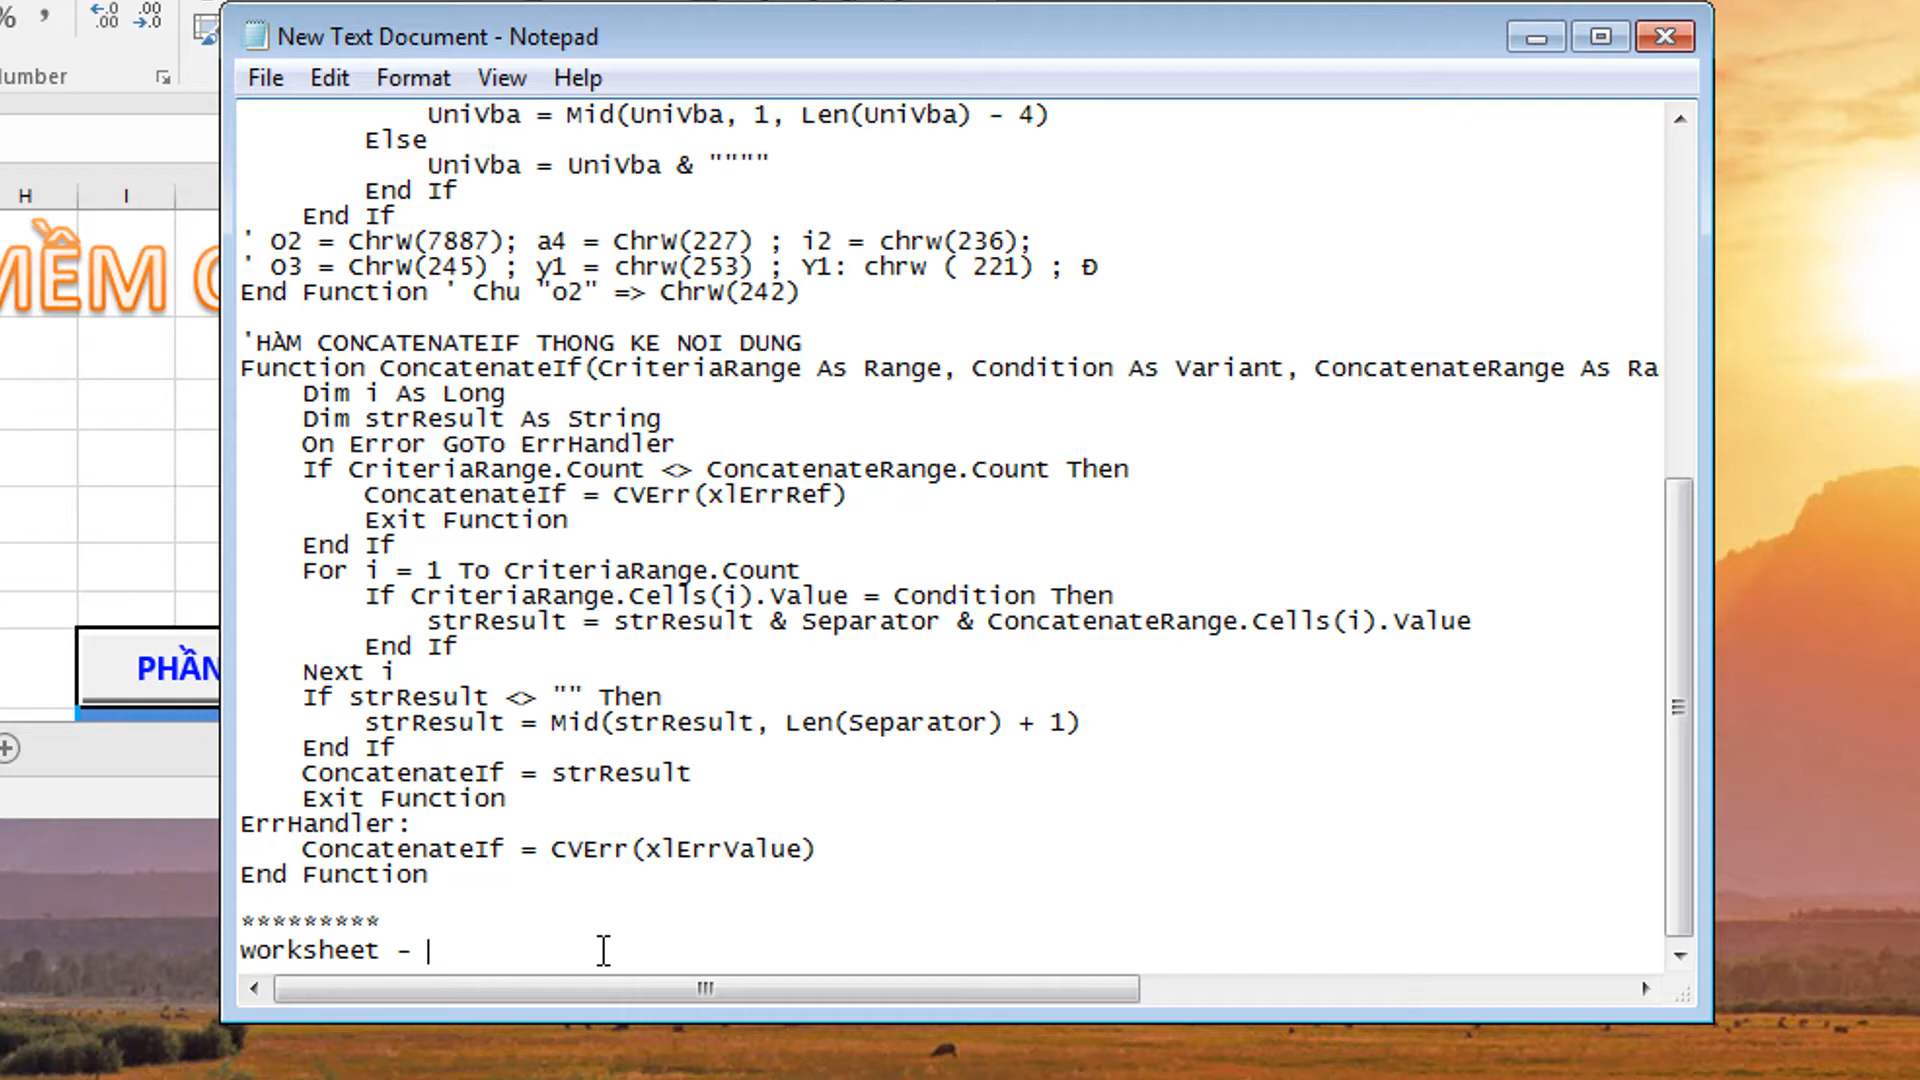 %
,
←.0 .00
.00 →.0
New Text Document - Notepad
File Edit Format View Help
H I
PHẦN
UniVba = Mid(UniVba, 1, Len(UniVba) - 4)
Else
UniVba = UniVba & """"
End If
End If
' O2 = ChrW(7887); a4 = ChrW(227) ; i2 = chrw(236);
' O3 = ChrW(245) ; y1 = chrw(253) ; Y1: chrw ( 221) ; Đ
End Function ' Chu "o2" => ChrW(242)
'HÀM CONCATENATEIF THONG KE NOI DUNG
Function ConcatenateIf(CriteriaRange As Range, Condition As Variant, ConcatenateRange As Ra
Dim i As Long
Dim strResult As String
On Error GoTo ErrHandler
If CriteriaRange.Count <> ConcatenateRange.Count Then
ConcatenateIf = CVErr(xlErrRef)
Exit Function
End If
For i = 1 To CriteriaRange.Count
If CriteriaRange.Cells(i).Value = Condition Then
strResult = strResult & Separator & ConcatenateRange.Cells(i).Value
End If
Next i
If strResult <> "" Then
strResult = Mid(strResult, Len(Separator) + 1)
End If
ConcatenateIf = strResult
Exit Function
ErrHandler:
ConcatenateIf = CVErr(xlErrValue)
End Function
*********
worksheet -